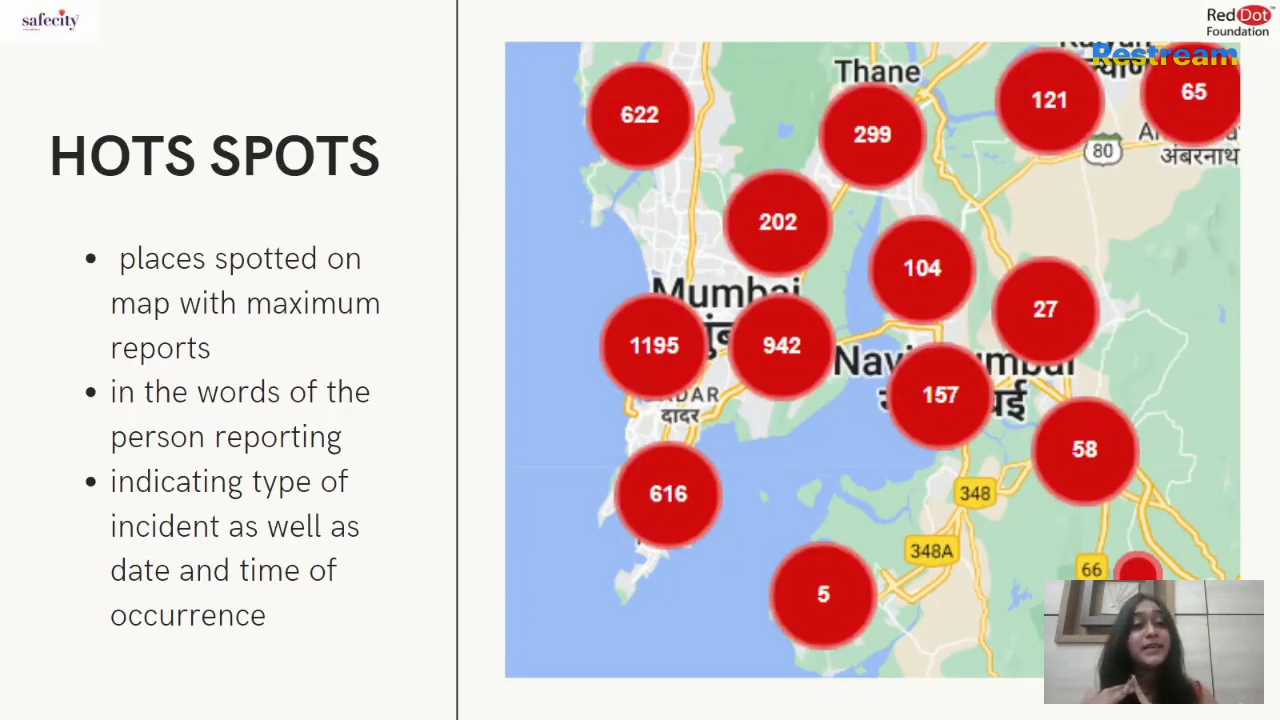 safecity
RedDot
Foundation
Restream
HOTS SPOTS
places spotted on
map with maximum
reports
in the words of the
person reporting
indicating type of
incident as well as
date and time of
occurrence
Thane
622
299
121
65
80
अंबरनाथ
202
104
27
Mumbai
1195
942
Navi Mumbai
157
दादर
58
616
348
348A
66
5